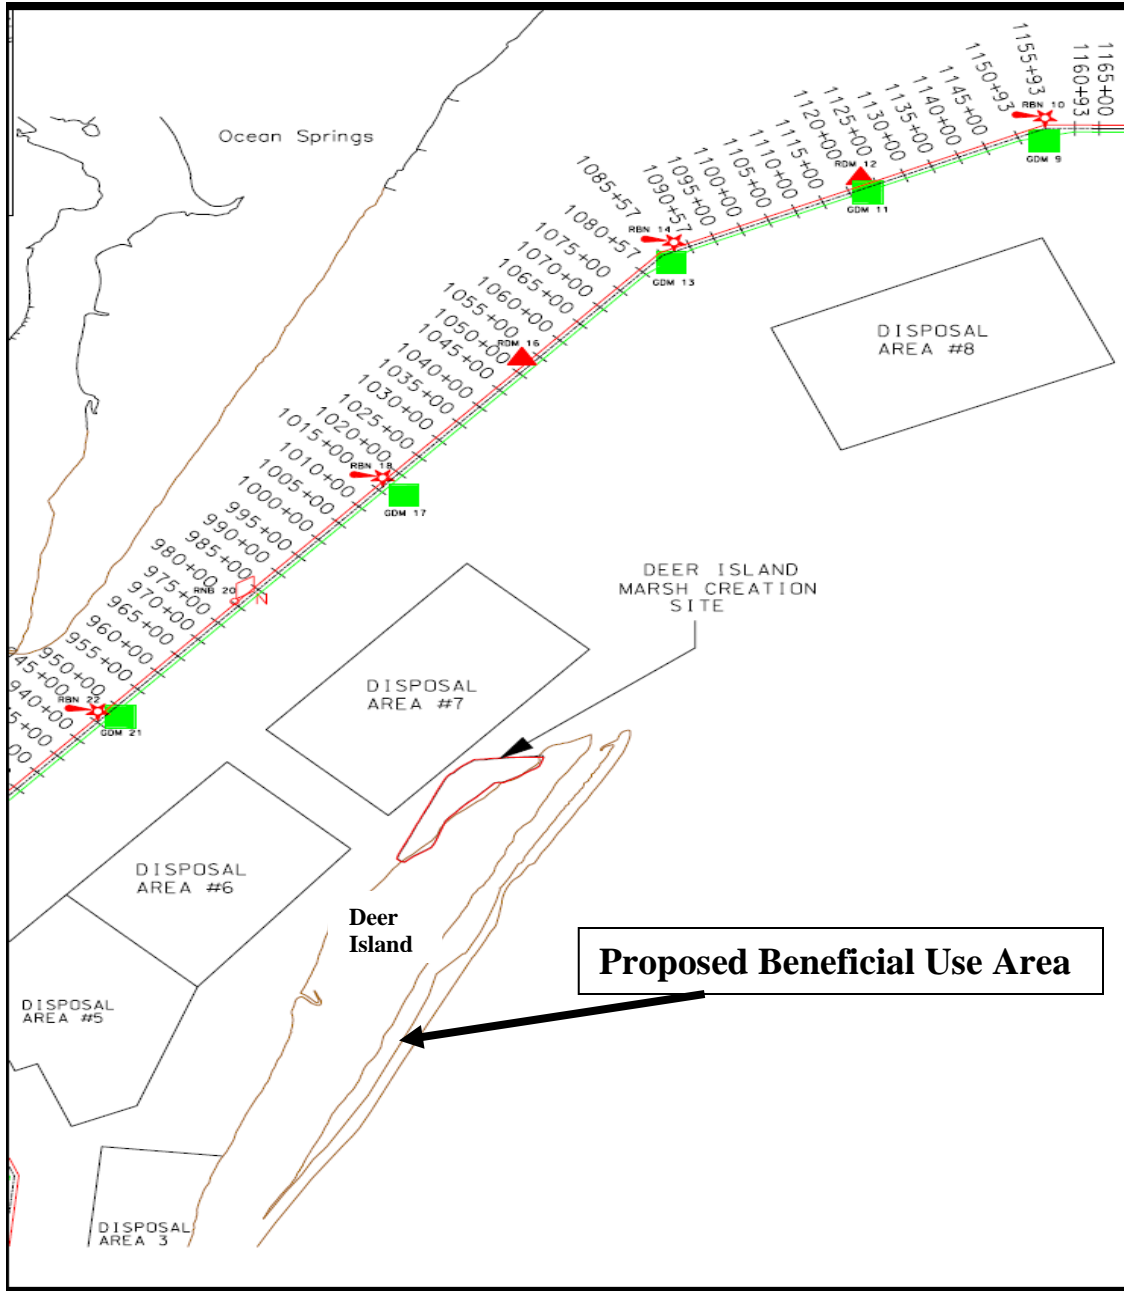 1165+00
1160+93
1155+93
1150+93
1145+00
1140+00
1135+00
1130+00
1125+00
1120+00
1115+00
1110+00
1105+00
1100+00
1095+00
1090+57
1085+57
1080+57
1075+00
1070+00
1065+00
1060+00
1055+00
1050+00
1045+00
1040+00
1035+00
1030+00
1025+00
1020+00
1015+00
1010+00
1005+00
1000+00
995+00
990+00
985+00
980+00
975+00
970+00
965+00
960+00
955+00
950+00
45+00
940+00
5+00
00
RBN 10
GDM 9
RDM 12
GDM 11
RBN 14
GDM 13
RDM 16
RBN 18
GDM 17
RNB 20
N
RBN 22
GDM 21
Ocean Springs
DISPOSAL
AREA #8
DEER ISLAND
MARSH CREATION
SITE
DISPOSAL
AREA #7
DISPOSAL
AREA #6
Deer
Island
Proposed Beneficial Use Area
DISPOSAL
AREA #5
DISPOSAL
AREA 3